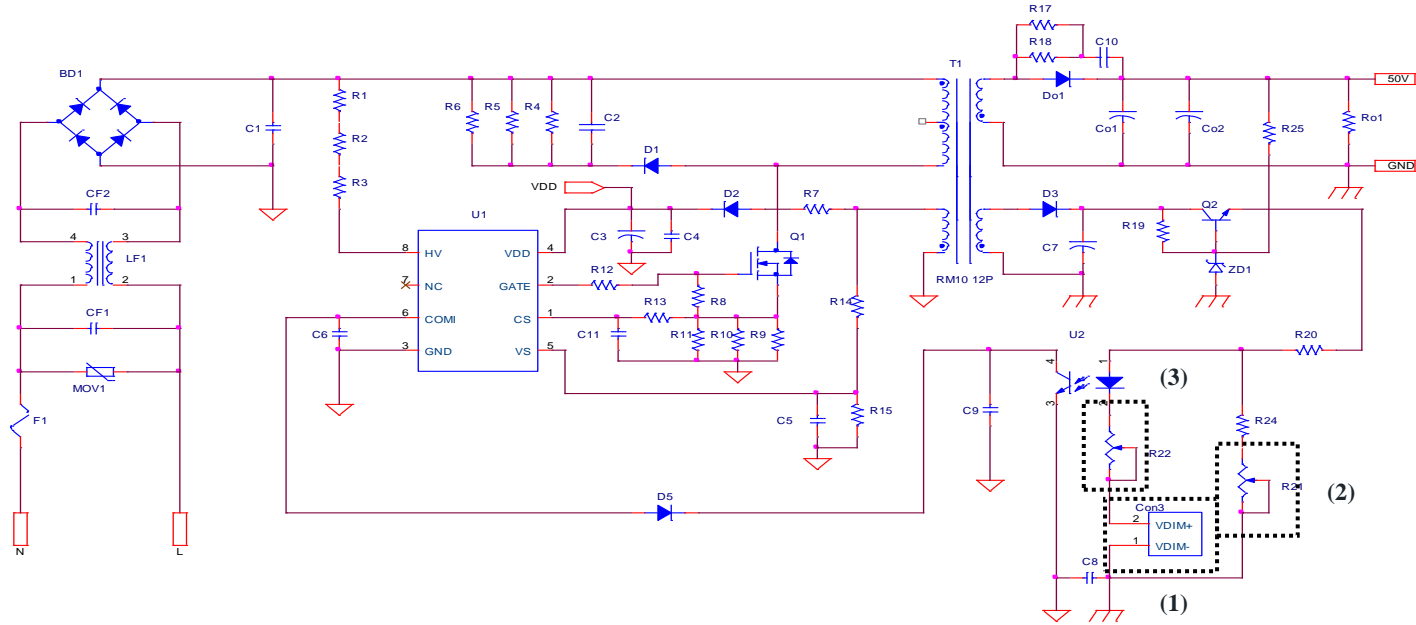 R17
R18
C10
T1
BD1
50V
Do1
R1
R6
R5
R4
C1
C2
Co1
Co2
R25
Ro1
R2
D1
GND
R3
VDD
CF2
D2
R7
D3
Q2
U1
4
3
C3
C4
Q1
R19
C7
LF1
8
HV
VDD
4
ZD1
1
2
7
NC
R12
RM10 12P
GATE
2
R8
R14
CF1
6
COMI
R13
CS
1
C6
C11
R11
R10
R9
U2
R20
3
GND
VS
5
4
1
(3)
MOV1
3
2
C9
R15
F1
C5
R24
R22
R21
(2)
D5
Con3
2
VDIM+
N
L
1
VDIM-
C8
(1)